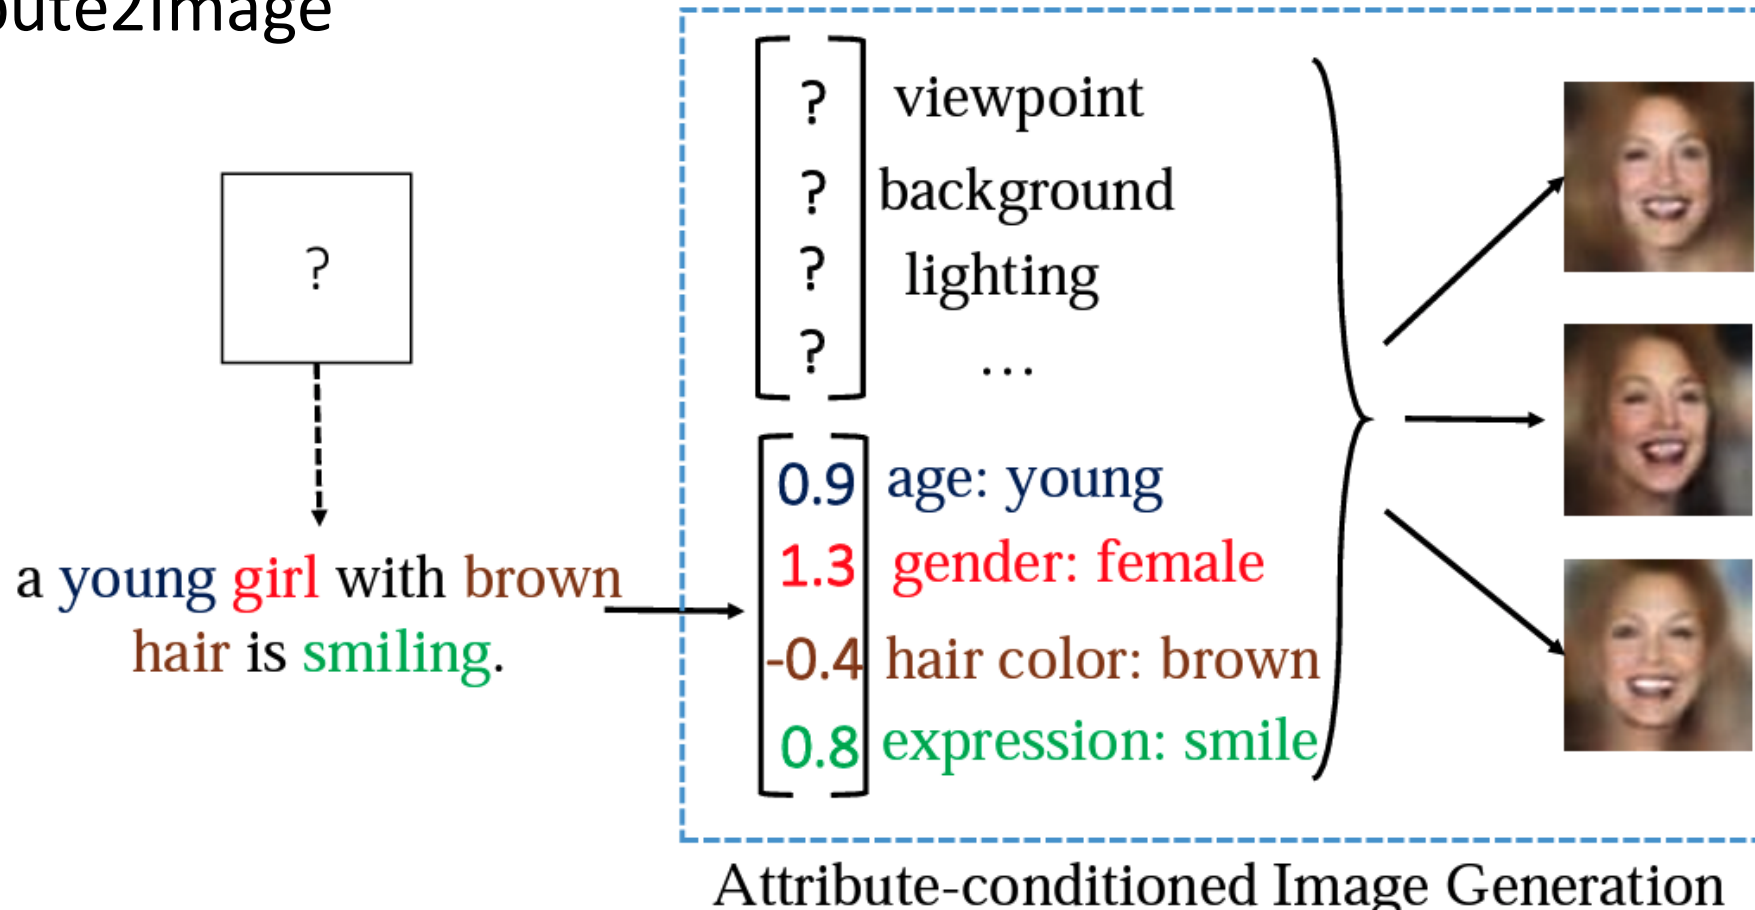 bute2Image
?
a young girl with brown
hair is smiling.
? viewpoint
? background
? lighting
? ...
0.9 age: young
1.3 gender: female
-0.4 hair color: brown
0.8 expression: smile
Attribute-conditioned Image Generation